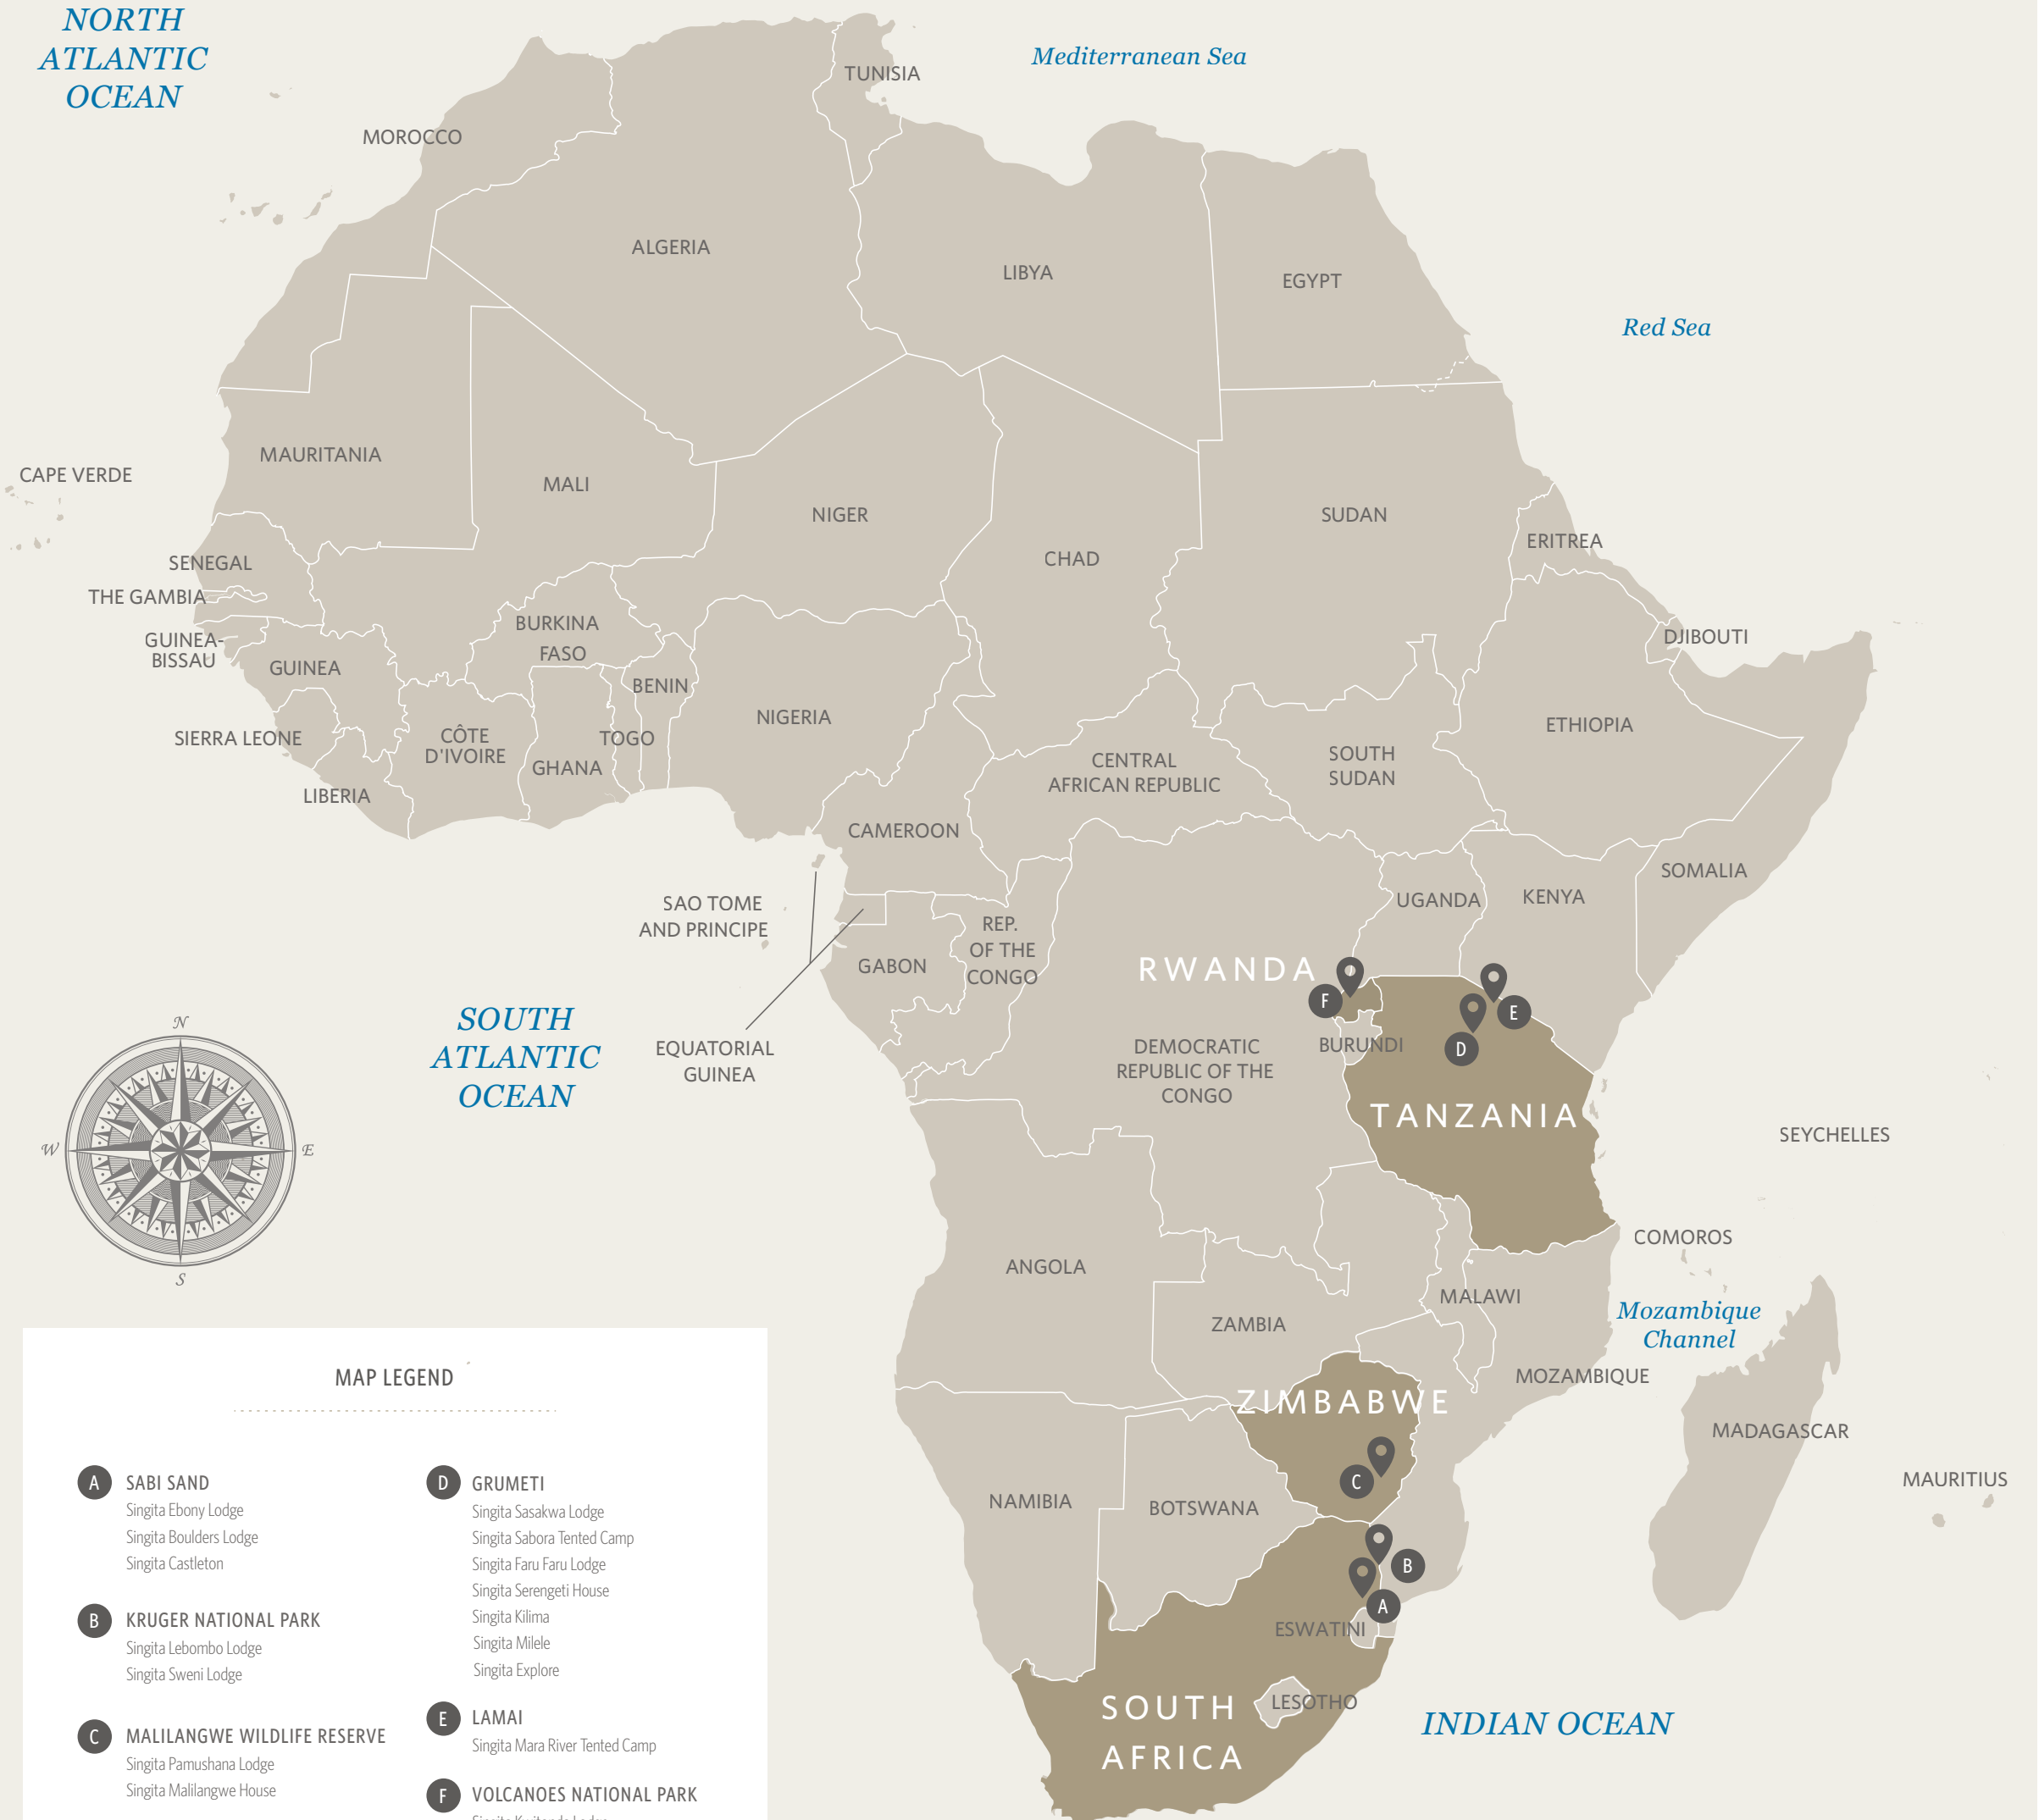 NORTH
ATLANTIC
OCEAN
Mediterranean Sea
TUNISIA
MOROCCO
ALGERIA
LIBYA
EGYPT
Red Sea
MAURITANIA
CAPE VERDE
MALI
NIGER
SUDAN
CHAD
ERITREA
SENEGAL
THE GAMBIA
GUINEA-
BISSAU
GUINEA
BURKINA
FASO
BENIN
DJIBOUTI
NIGERIA
ETHIOPIA
SIERRA LEONE
CÔTE
D'IVOIRE
TOGO
GHANA
LIBERIA
CENTRAL
AFRICAN REPUBLIC
SOUTH
SUDAN
CAMEROON
SOMALIA
UGANDA
KENYA
SAO TOME
AND PRINCIPE
REP.
OF THE
CONGO
GABON
RWANDA
F
E
D
BURUNDI
SOUTH
ATLANTIC
OCEAN
EQUATORIAL
GUINEA
DEMOCRATIC
REPUBLIC OF THE
CONGO
TANZANIA
SEYCHELLES
N
W
E
S
COMOROS
ANGOLA
MALAWI
ZAMBIA
Mozambique
Channel
MOZAMBIQUE
ZIMBABWE
C
MADAGASCAR
MAURITIUS
NAMIBIA
BOTSWANA
B
A
ESWATINI
LESOTHO
SOUTH
AFRICA
INDIAN OCEAN
MAP LEGEND
A SABI SAND
Singita Ebony Lodge
Singita Boulders Lodge
Singita Castleton
B KRUGER NATIONAL PARK
Singita Lebombo Lodge
Singita Sweni Lodge
C MALILANGWE WILDLIFE RESERVE
Singita Pamushana Lodge
Singita Malilangwe House
D GRUMETI
Singita Sasakwa Lodge
Singita Sabora Tented Camp
Singita Faru Faru Lodge
Singita Serengeti House
Singita Kilima
Singita Milele
Singita Explore
E LAMAI
Singita Mara River Tented Camp
F VOLCANOES NATIONAL PARK